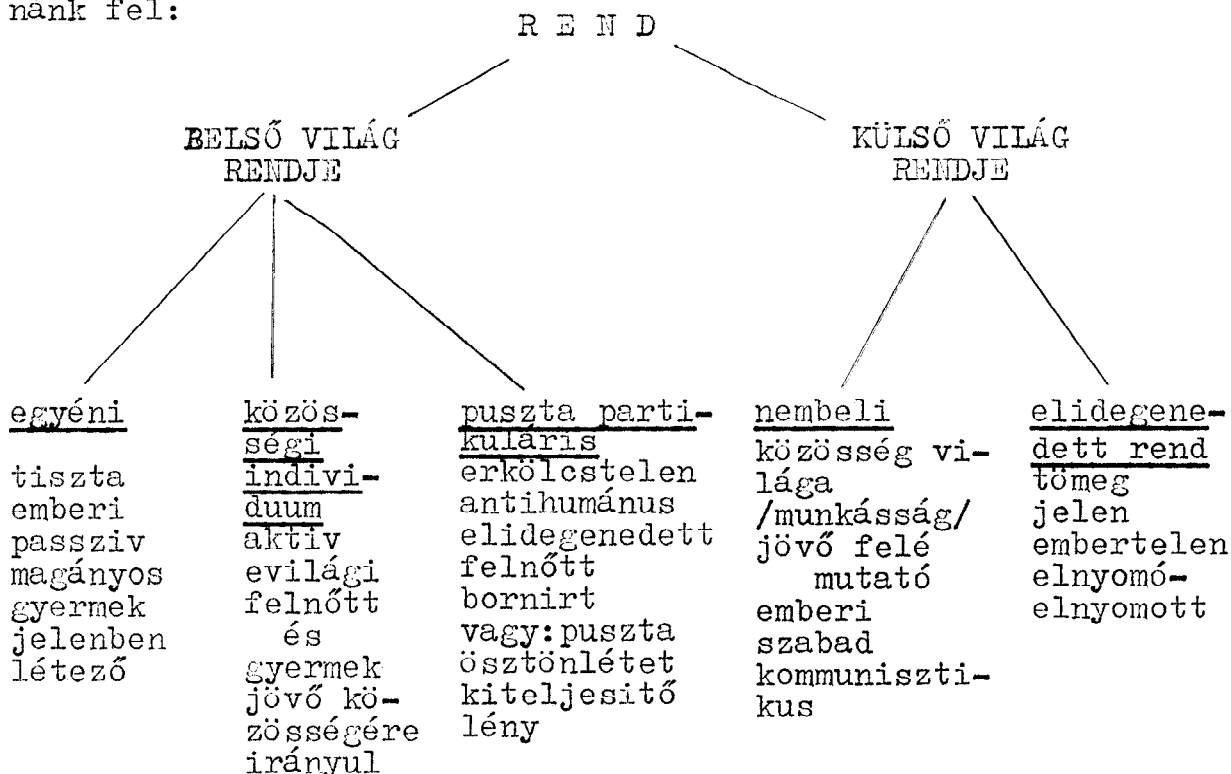 nánk fel:
R E N D
BELSŐ VILÁG
RENDJE
KÜLSŐ VILÁG
RENDJE
egyéni
tiszta
emberi
passziv
magányos
gyermek
jelenben
létező
közös-
ségi
indivi-
duum
aktiv
evilági
felnőtt
és
gyermek
jövő kö-
zösségére
irányul
puszta parti-
kuláris
erkölcstelen
antihumánus
elidegenedett
felnőtt
bornirt
vagy:puszta
ösztönlétet
kiteljesitő
lény
nembeli
közösség vi-
lága
/munkásság/
jövő felé
mutató
emberi
szabad
kommuniszti-
kus
elidegene-
dett rend
tömeg
jelen
embertelen
elnyomó-
elnyomott